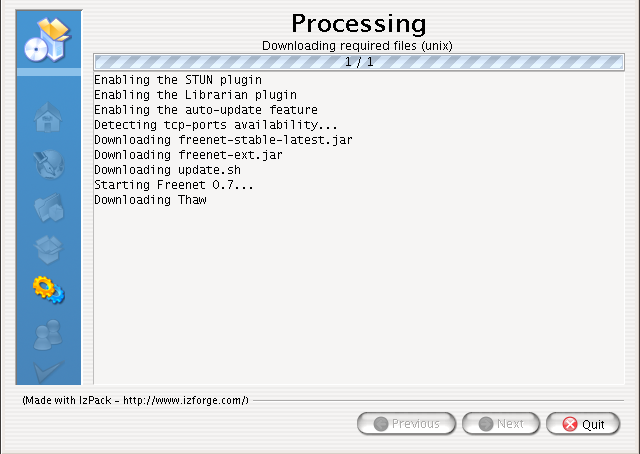 Processing
Downloading required files (unix)
1 / 1
Enabling the STUN plugin
Enabling the Librarian plugin
Enabling the auto-update feature
Detecting tcp-ports availability...
Downloading freenet-stable-latest.jar
Downloading freenet-ext.jar
Downloading update.sh
Starting Freenet 0.7...
Downloading Thaw
(Made with IzPack - http://www.izforge.com/)
Previous
Next
Quit